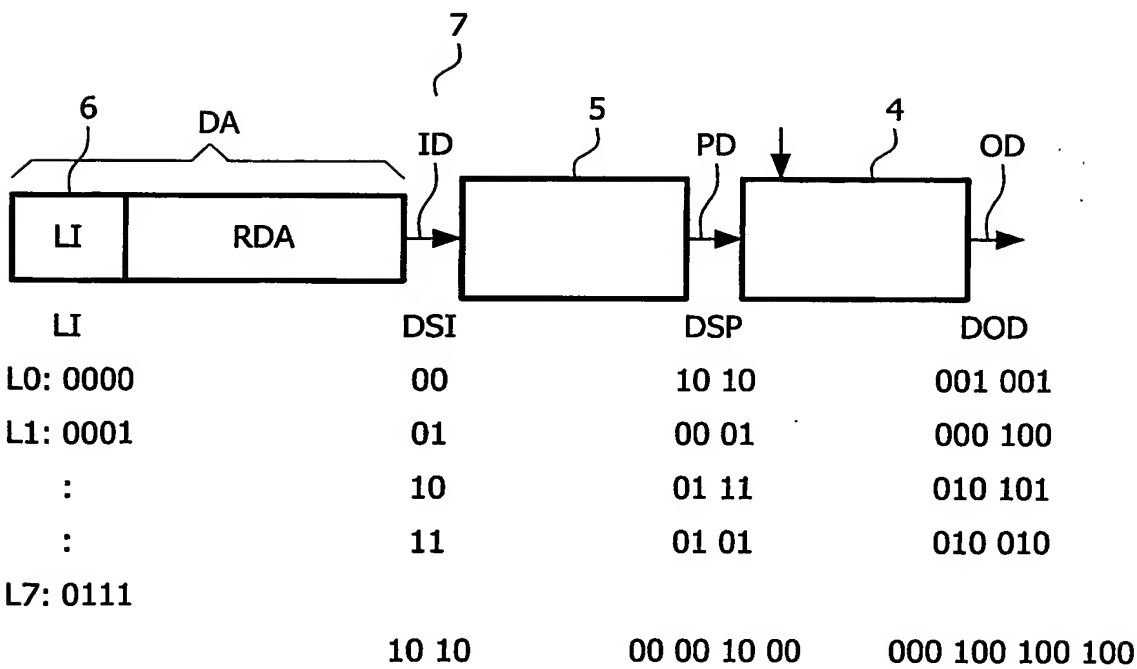 7
6 DA ID 5 PD 4 OD
LI RDA
LI DSI DSP DOD
L0: 0000 00 10 10 001 001
L1: 0001 01 00 01 000 100
: 10 01 11 010 101
: 11 01 01 010 010
L7: 0111
10 10 00 00 10 00 000 100 100 100